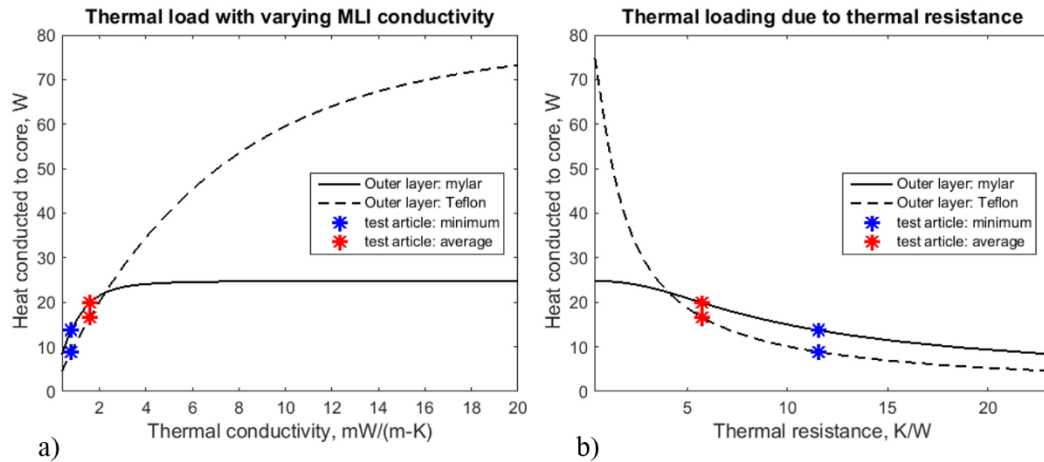 Thermal load with varying MLI conductivity
80
70
60
50
40
30
20
10
0
Heat conducted to core, W
Outer layer: mylar
Outer layer: Teflon
test article: minimum
test article: average
2 4 6 8 10 12 14 16 18 20
Thermal conductivity, mW/(m-K)
a)
Thermal loading due to thermal resistance
80
70
60
50
40
30
20
10
0
Heat conducted to core, W
Outer layer: mylar
Outer layer: Teflon
test article: minimum
test article: average
5 10 15 20
Thermal resistance, K/W
b)